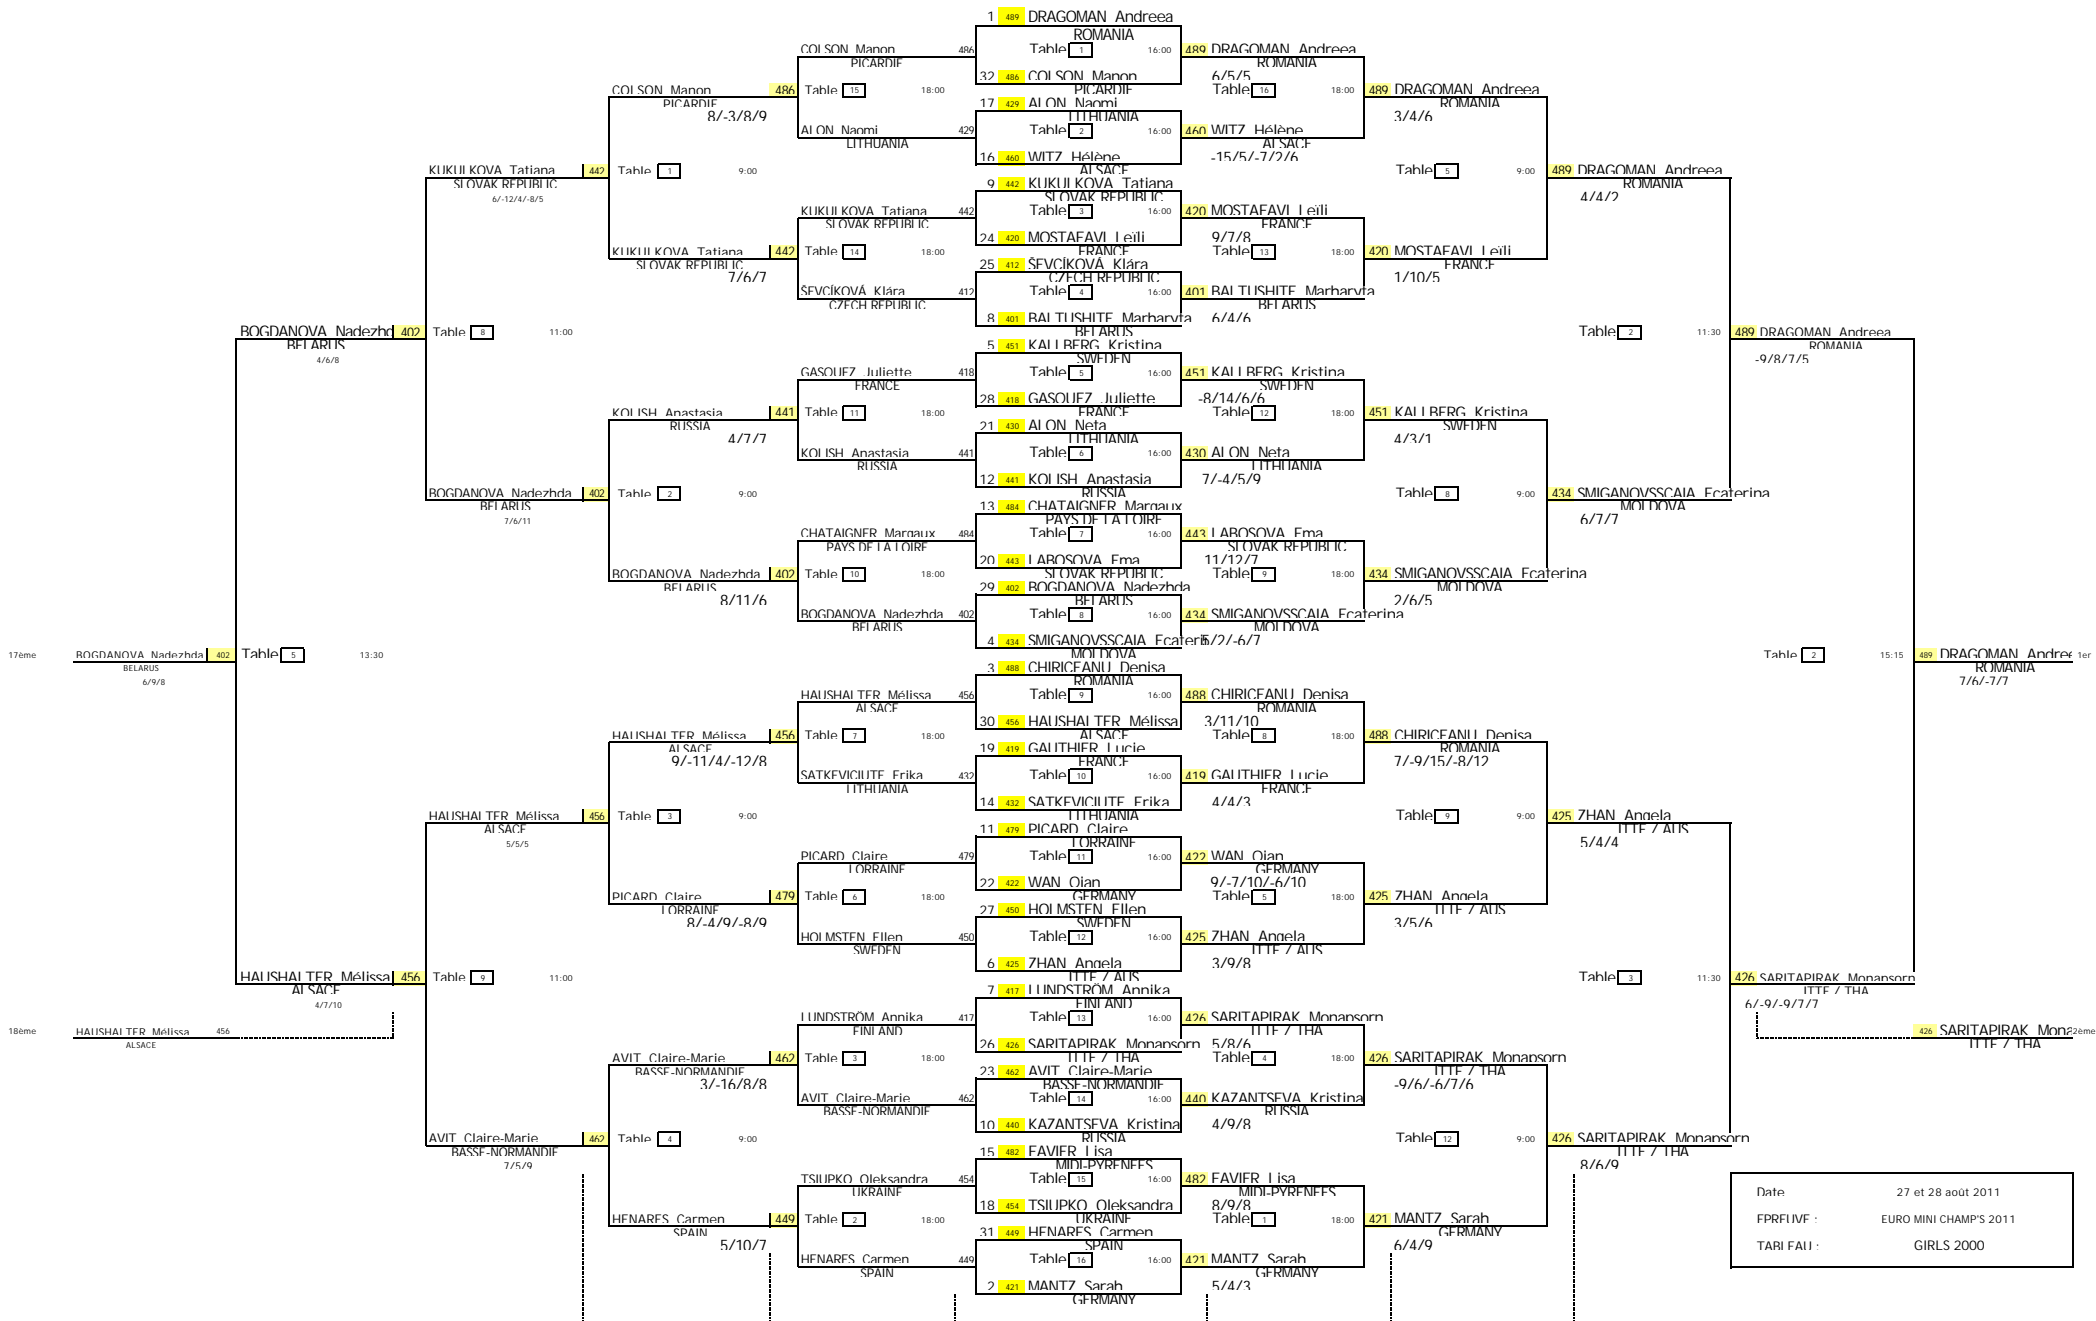 1 489 DRAGOMAN Andreea
ROMANIA
COLSON Manon 486
PICARDIE
Table 1 16:00
489 DRAGOMAN Andreea
ROMANIA
32 486 COLSON Manon
PICARDIE
6/5/5
COLSON Manon 486
PICARDIE
8/-3/8/9
Table 15 18:00
Table 16 18:00
489 DRAGOMAN Andreea
ROMANIA
3/4/6
17 429 ALON Naomi
LITHUANIA
ALON Naomi 429
LITHUANIA
Table 2 16:00
460 WITZ Hélène
ALSACE
-15/5/-7/2/6
16 460 WITZ Hélène
ALSACE
KUKULKOVA Tatiana 442
SLOVAK REPUBLIC
6/-12/4/-8/5
Table 1 9:00
Table 5 9:00
489 DRAGOMAN Andreea
ROMANIA
4/4/2
9 442 KUKULKOVA Tatiana
SLOVAK REPUBLIC
KUKULKOVA Tatiana 442
SLOVAK REPUBLIC
Table 3 16:00
420 MOSTAFAVI Leïli
FRANCE
9/7/8
24 420 MOSTAFAVI Leïli
FRANCE
KUKULKOVA Tatiana 442
SLOVAK REPUBLIC
7/6/7
Table 14 18:00
Table 13 18:00
420 MOSTAFAVI Leïli
FRANCE
1/10/5
25 412 ŠEVCÍKOVÁ Klára
CZECH REPUBLIC
ŠEVCÍKOVÁ Klára 412
CZECH REPUBLIC
Table 4 16:00
401 BALTUSHITE Marharyta
BELARUS
6/4/6
8 401 BALTUSHITE Marharyta
BELARUS
BOGDANOVA Nadezhd 402
BELARUS
4/6/8
Table 8 11:00
Table 2 11:30
489 DRAGOMAN Andreea
ROMANIA
-9/8/7/5
5 451 KALLBERG Kristina
SWEDEN
GASQUEZ Juliette 418
FRANCE
Table 5 16:00
451 KALLBERG Kristina
SWEDEN
-8/14/6/6
28 418 GASQUEZ Juliette
FRANCE
KOLISH Anastasia 441
RUSSIA
4/7/7
Table 11 18:00
Table 12 18:00
451 KALLBERG Kristina
SWEDEN
4/3/1
21 430 ALON Neta
LITHUANIA
KOLISH Anastasia 441
RUSSIA
Table 6 16:00
430 ALON Neta
LITHUANIA
7/-4/5/9
12 441 KOLISH Anastasia
RUSSIA
BOGDANOVA Nadezhda 402
BELARUS
7/6/11
Table 2 9:00
Table 8 9:00
434 SMIGANOVSSCAIA Ecaterina
MOLDOVA
6/7/7
13 484 CHATAIGNER Margaux
PAYS DE LA LOIRE
CHATAIGNER Margaux 484
PAYS DE LA LOIRE
Table 7 16:00
443 LABOSOVA Ema
SLOVAK REPUBLIC
11/12/7
20 443 LABOSOVA Ema
SLOVAK REPUBLIC
BOGDANOVA Nadezhda 402
BELARUS
8/11/6
Table 10 18:00
Table 9 18:00
434 SMIGANOVSSCAIA Ecaterina
MOLDOVA
2/6/5
29 402 BOGDANOVA Nadezhda
BELARUS
BOGDANOVA Nadezhda 402
BELARUS
Table 8 16:00
434 SMIGANOVSSCAIA Ecaterina
MOLDOVA
4 434 SMIGANOVSSCAIA Ecaterin
MOLDOVA
/2/-6/7
17ème BOGDANOVA Nadezhda 402
BELARUS
6/9/8
Table 5 13:30
Table 2 15:15
489 DRAGOMAN Andree 1er
ROMANIA
7/6/-7/7
3 488 CHIRICEANU Denisa
ROMANIA
HAUSHALTER Mélissa 456
ALSACE
Table 9 16:00
488 CHIRICEANU Denisa
ROMANIA
3/11/10
30 456 HAUSHALTER Mélissa
ALSACE
HAUSHALTER Mélissa 456
ALSACE
9/-11/4/-12/8
Table 7 18:00
Table 8 18:00
488 CHIRICEANU Denisa
ROMANIA
7/-9/15/-8/12
19 419 GAUTHIER Lucie
FRANCE
SATKEVICIUTE Erika 432
LITHUANIA
Table 10 16:00
419 GAUTHIER Lucie
FRANCE
4/4/3
14 432 SATKEVICIUTE Erika
LITHUANIA
HAUSHALTER Mélissa 456
ALSACE
5/5/5
Table 3 9:00
Table 9 9:00
425 ZHAN Angela
ITTF / AUS
5/4/4
11 479 PICARD Claire
LORRAINE
PICARD Claire 479
LORRAINE
Table 11 16:00
422 WAN Qian
GERMANY
9/-7/10/-6/10
22 422 WAN Qian
GERMANY
PICARD Claire 479
LORRAINE
8/-4/9/-8/9
Table 6 18:00
Table 5 18:00
425 ZHAN Angela
ITTF / AUS
3/5/6
27 450 HOLMSTEN Ellen
SWEDEN
HOLMSTEN Ellen 450
SWEDEN
Table 12 16:00
425 ZHAN Angela
ITTF / AUS
3/9/8
6 425 ZHAN Angela
ITTF / AUS
HAUSHALTER Mélissa 456
ALSACE
4/7/10
Table 9 11:00
Table 3 11:30
426 SARITAPIRAK Monapsorn
ITTF / THA
6/-9/-9/7/7
7 417 LUNDSTRÖM Annika
FINLAND
LUNDSTRÖM Annika 417
FINLAND
Table 13 16:00
426 SARITAPIRAK Monapsorn
ITTF / THA
5/8/6
18ème HAUSHALTER Mélissa 456
ALSACE
426 SARITAPIRAK Mona 2ème
ITTF / THA
26 426 SARITAPIRAK Monapsorn
ITTF / THA
AVIT Claire-Marie 462
BASSE-NORMANDIE
3/-16/8/8
Table 3 18:00
Table 4 18:00
426 SARITAPIRAK Monapsorn
ITTF / THA
-9/6/-6/7/6
23 462 AVIT Claire-Marie
BASSE-NORMANDIE
AVIT Claire-Marie 462
BASSE-NORMANDIE
Table 14 16:00
440 KAZANTSEVA Kristina
RUSSIA
4/9/8
10 440 KAZANTSEVA Kristina
RUSSIA
AVIT Claire-Marie 462
BASSE-NORMANDIE
7/5/9
Table 4 9:00
Table 12 9:00
426 SARITAPIRAK Monapsorn
ITTF / THA
8/6/9
15 482 FAVIER Lisa
MIDI-PYRENEES
TSIUPKO Oleksandra 454
UKRAINE
Table 15 16:00
482 FAVIER Lisa
MIDI-PYRENEES
8/9/8
18 454 TSIUPKO Oleksandra
UKRAINE
HENARES Carmen 449
SPAIN
5/10/7
Table 2 18:00
Table 1 18:00
421 MANTZ Sarah
GERMANY
6/4/9
31 449 HENARES Carmen
SPAIN
HENARES Carmen 449
SPAIN
Table 16 16:00
421 MANTZ Sarah
GERMANY
5/4/3
2 421 MANTZ Sarah
GERMANY
Date 27 et 28 août 2011
EPREUVE : EURO MINI CHAMP'S 2011
TABLEAU : GIRLS 2000